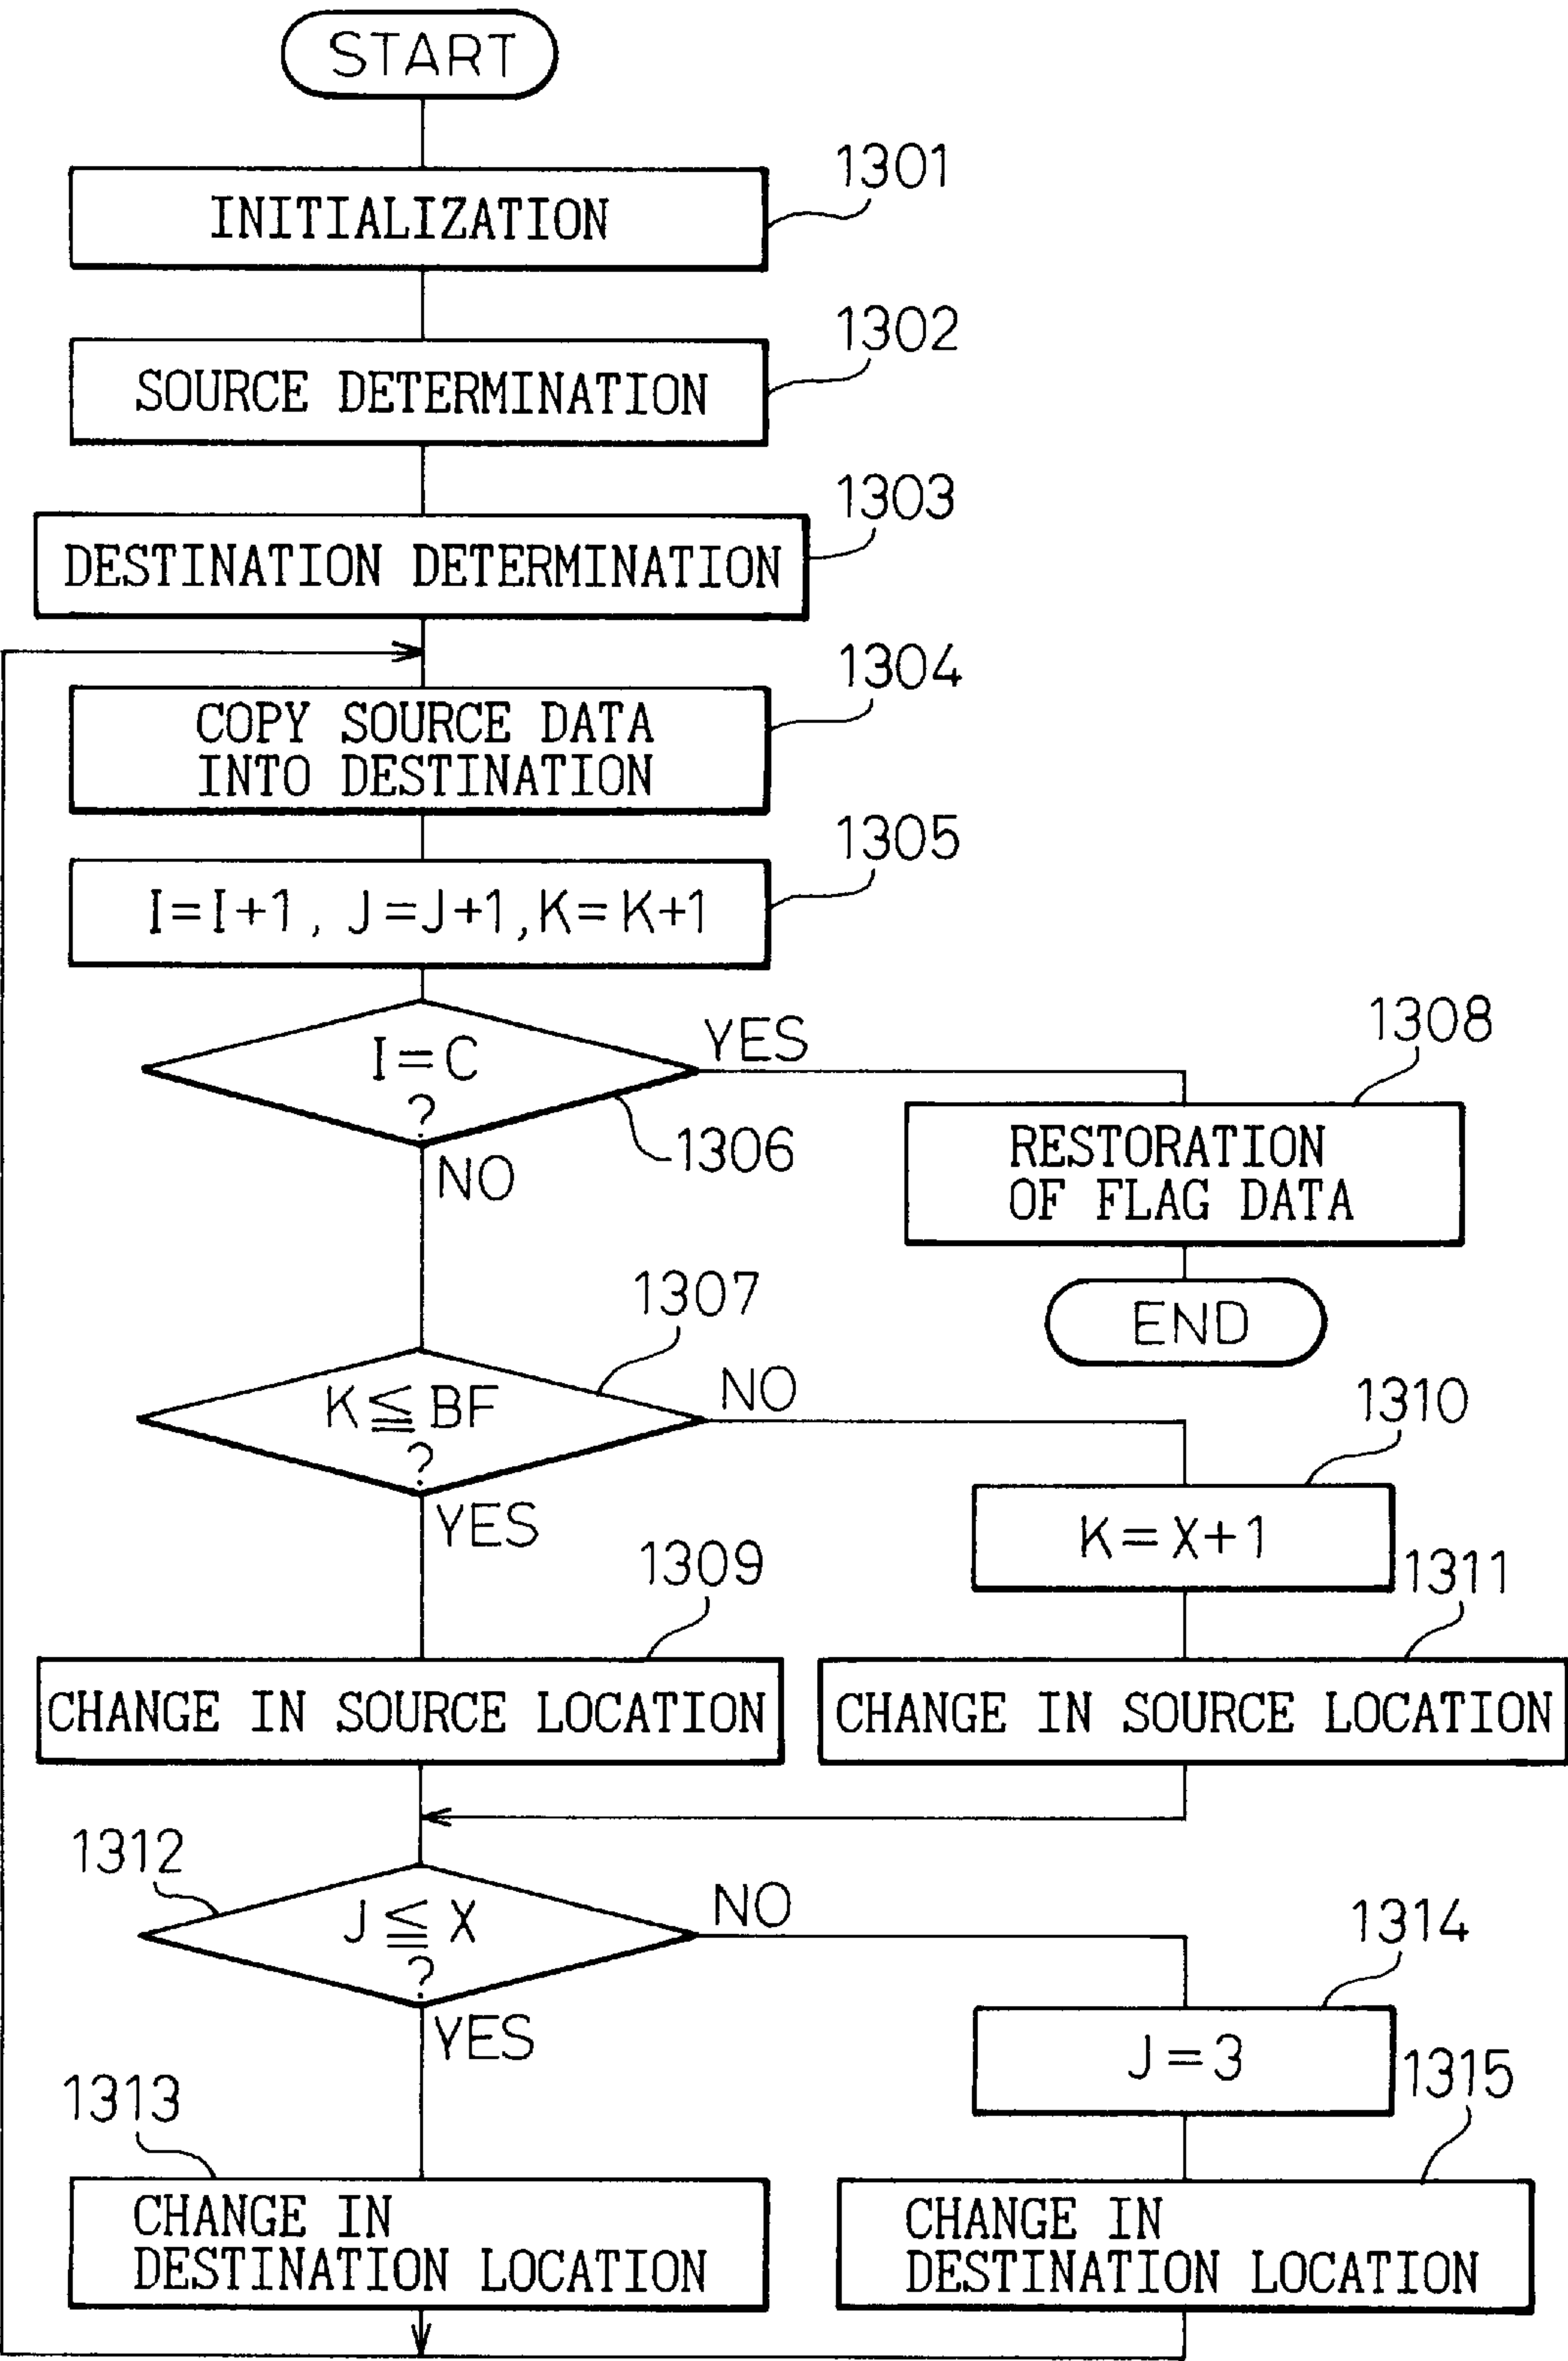 START
1301
INITIALIZATION
1302
SOURCE DETERMINATION
1303
DESTINATION DETERMINATION
1304
COPY SOURCE DATA
INTO DESTINATION
1305
I=I+1, J=J+1, K=K+1
I=C
?
YES
1306
NO
1308
RESTORATION
OF FLAG DATA
END
1307
K≦BF
?
NO
YES
1310
K=X+1
1309
CHANGE IN SOURCE LOCATION
1311
CHANGE IN SOURCE LOCATION
1312
J≦X
?
NO
YES
1314
J=3
1313
CHANGE IN
DESTINATION LOCATION
1315
CHANGE IN
DESTINATION LOCATION